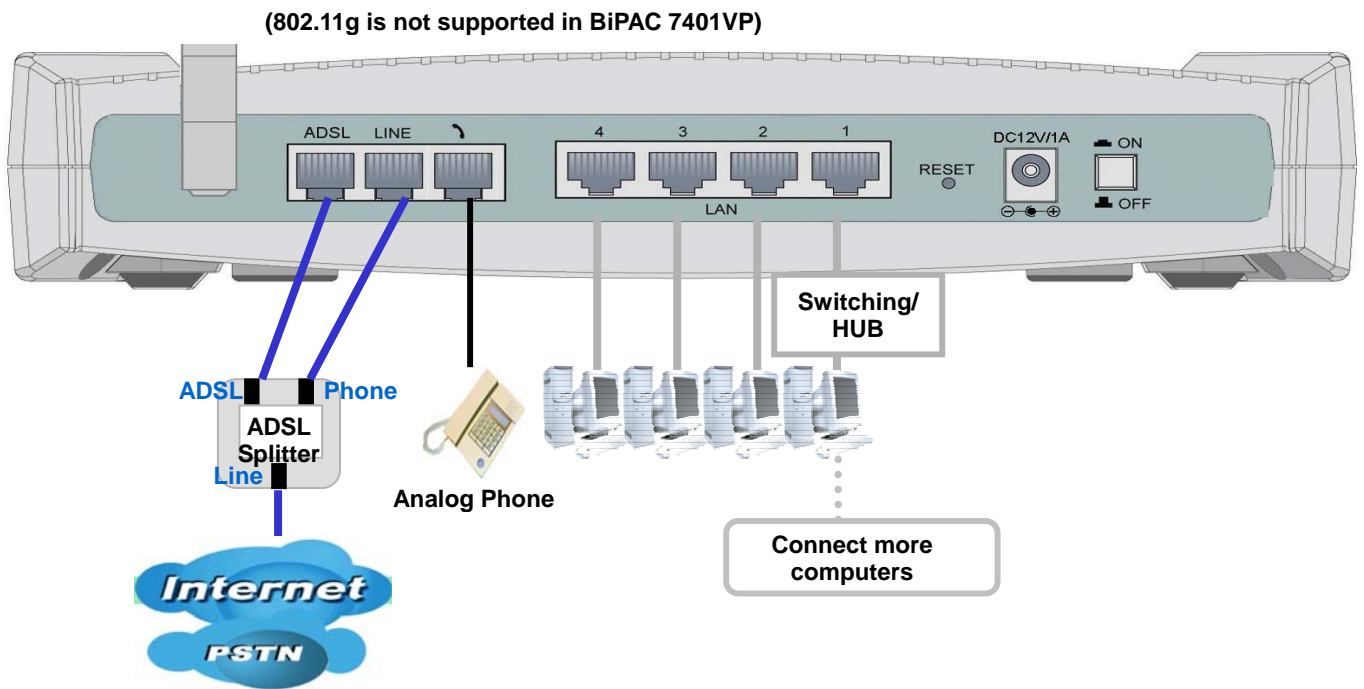 (802.11g is not supported in BiPAC 7401VP)
ADSL LINE
4 3 2 1
LAN
RESET
DC12V/1A
ON
OFF
Switching/
HUB
ADSL
Phone
ADSL
Splitter
Line
Analog Phone
Connect more
computers
Internet
PSTN